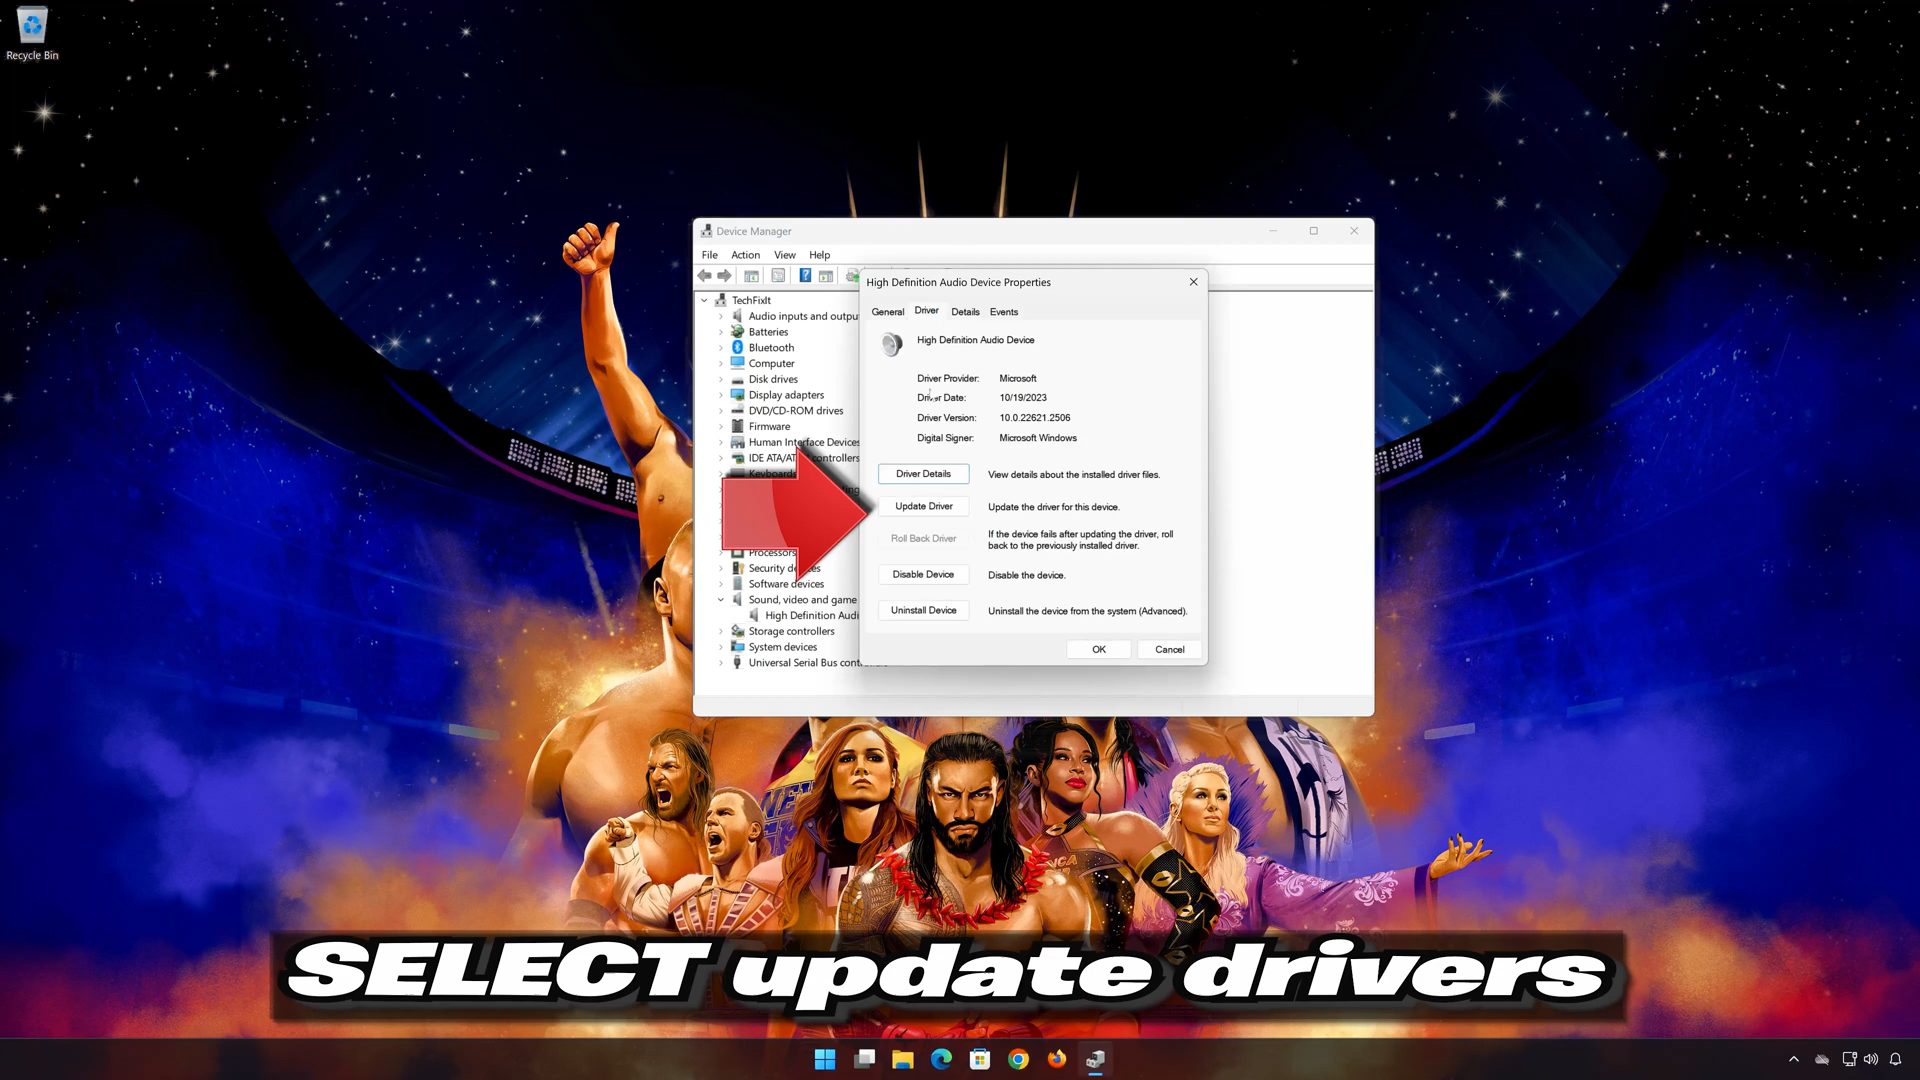 Recycle Bin
Device Manager
File Action View Help
TechFixIt
Audio inputs and outpu
Batteries
Bluetooth
Computer
Disk drives
Display adapters
DVD/CD-ROM drives
Firmware
Human Interface Devices
IDE ATA/AT controllers
Keyboards
Processors
Security devices
Software devices
Sound, video and game
High Definition Audi
Storage controllers
System devices
Universal Serial Bus cont
High Definition Audio Device Properties
General Driver Details Events
High Definition Audio Device
Driver Provider: Microsoft
Driver Date: 10/19/2023
Driver Version: 10.0.22621.2506
Digital Signer: Microsoft Windows
Driver Details View details about the installed driver files.
Update Driver Update the driver for this device.
Roll Back Driver If the device fails after updating the driver, roll
back to the previously installed driver.
Disable Device Disable the device.
Uninstall Device Uninstall the device from the system (Advanced).
OK Cancel
SELECT update drivers